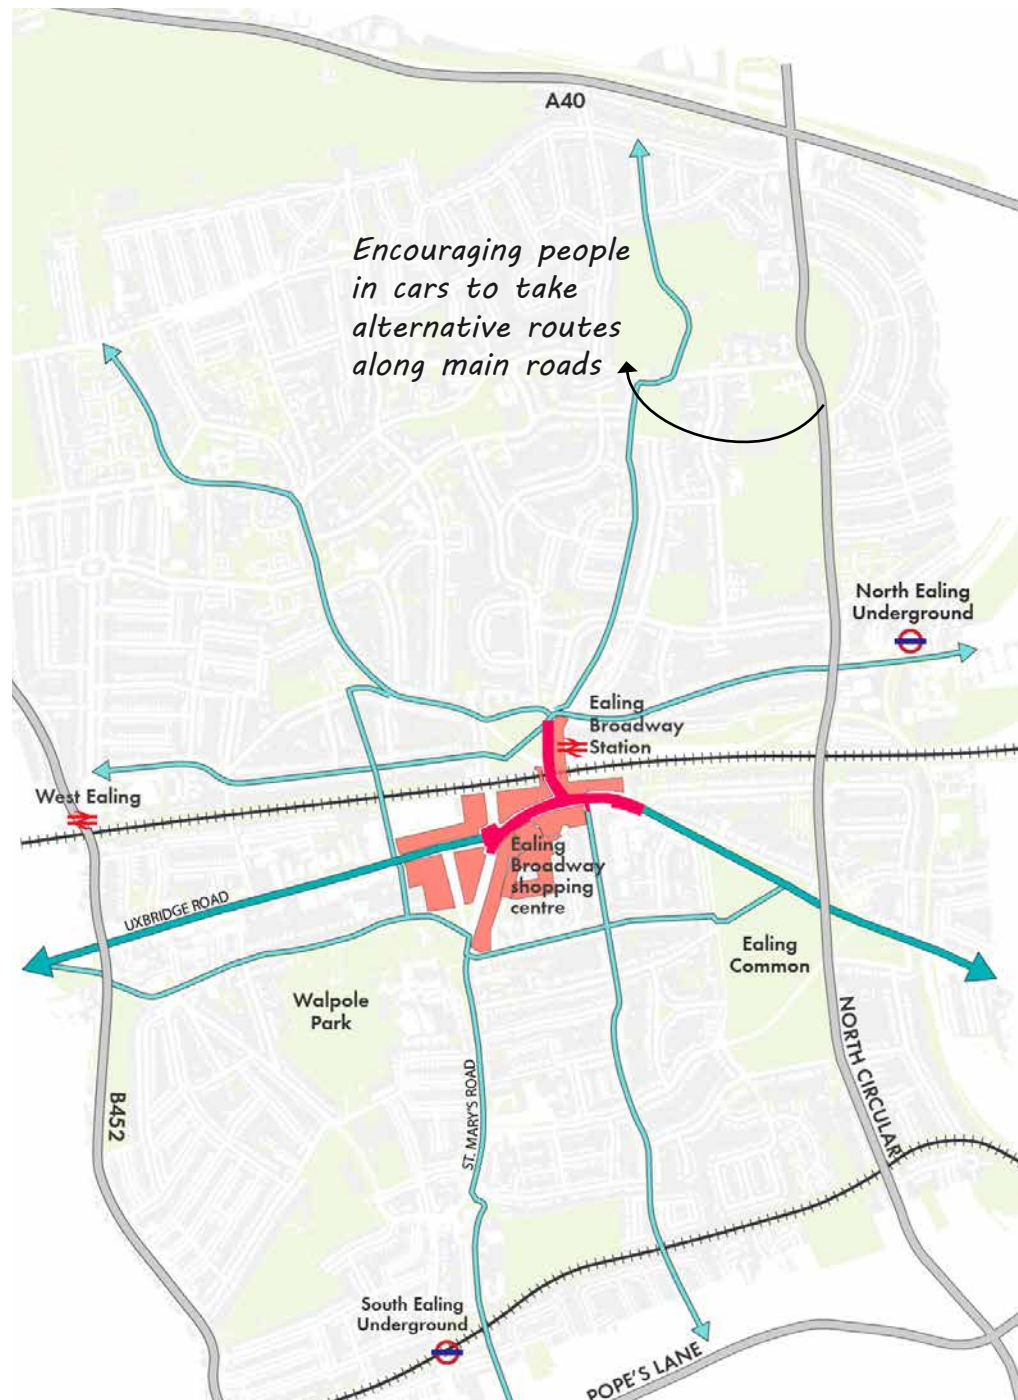 A40
Encouraging people
in cars to take
alternative routes
along main roads
North Ealing
Underground
Ealing
Broadway
Station
West Ealing
Ealing
Broadway
shopping
centre
UXBRIDGE ROAD
Ealing
Common
Walpole
Park
NORTH CIRCULAR
B452
ST. MARY'S ROAD
South Ealing
Underground
POPE'S LANE